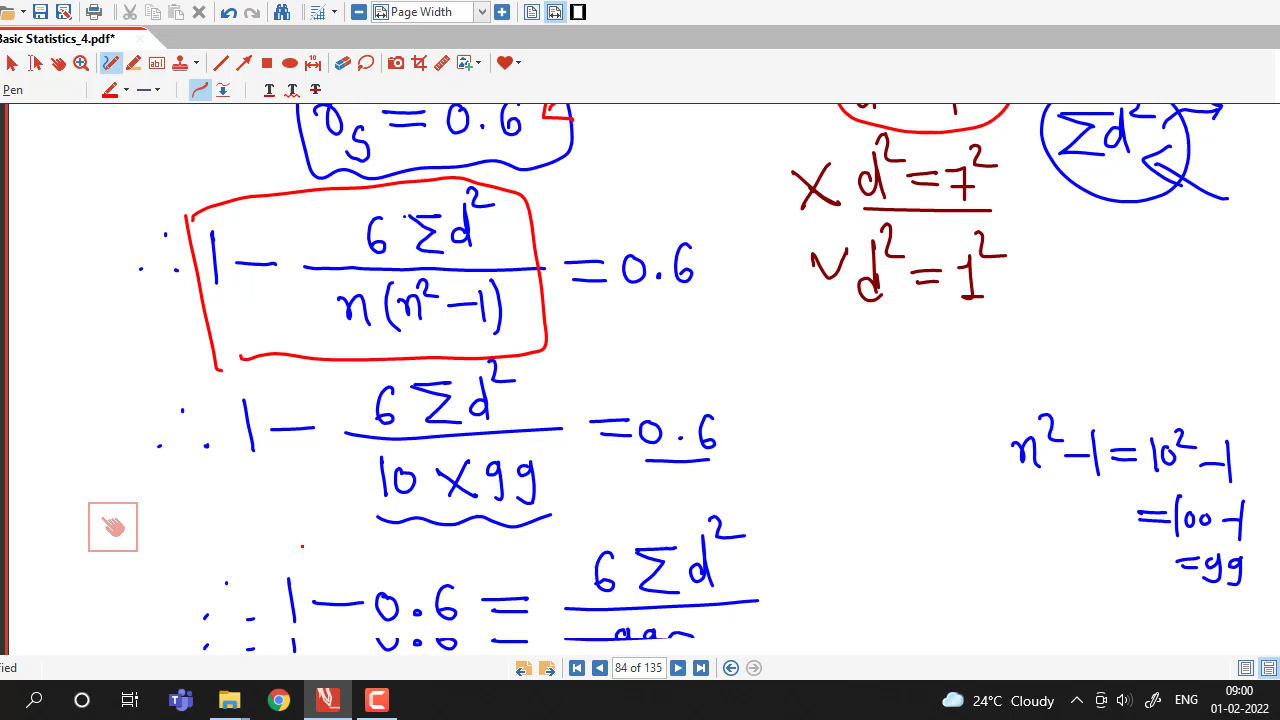 Page Width
Basic Statistics_4.pdf*
Pen
r_S = 0.6
Σd²
× d² = 7²
∨ d² = 1²
∴ 1 - 6Σd² / n(n²-1) = 0.6
∴ 1 - 6Σd² / 10×99 = 0.6
n²-1 = 10²-1
= 100-1
= 99
∴ 1-0.6 = 6Σd²
84 of 135
24°C Cloudy
ENG
09:00
01-02-2022